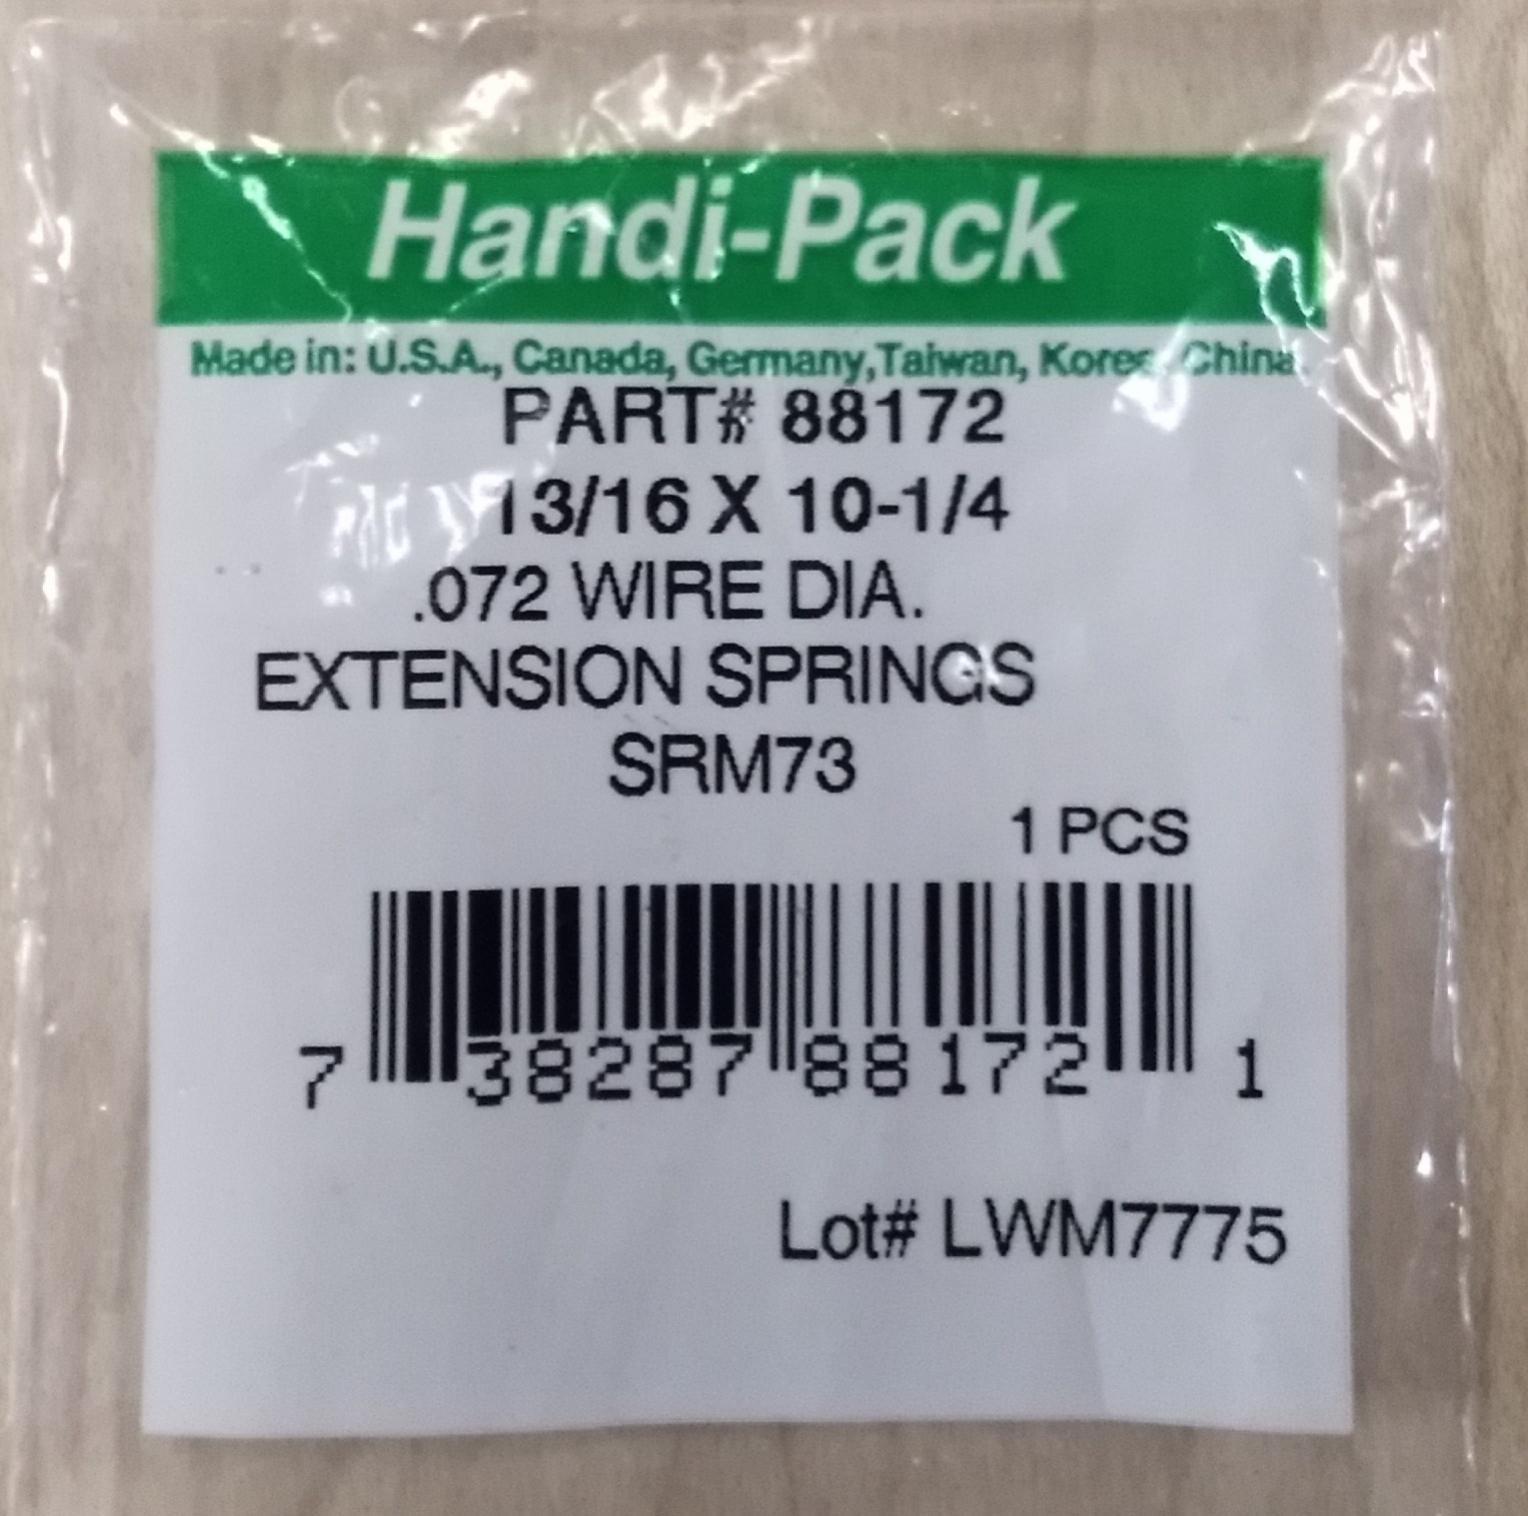 Handi-Pack
Made in: U.S.A., Canada, Germany,Taiwan, Korea, China.
PART# 88172
13/16 X 10-1/4
.072 WIRE DIA.
EXTENSION SPRINGS
SRM73
1 PCS
7 38287 88172 1
Lot# LWM7775